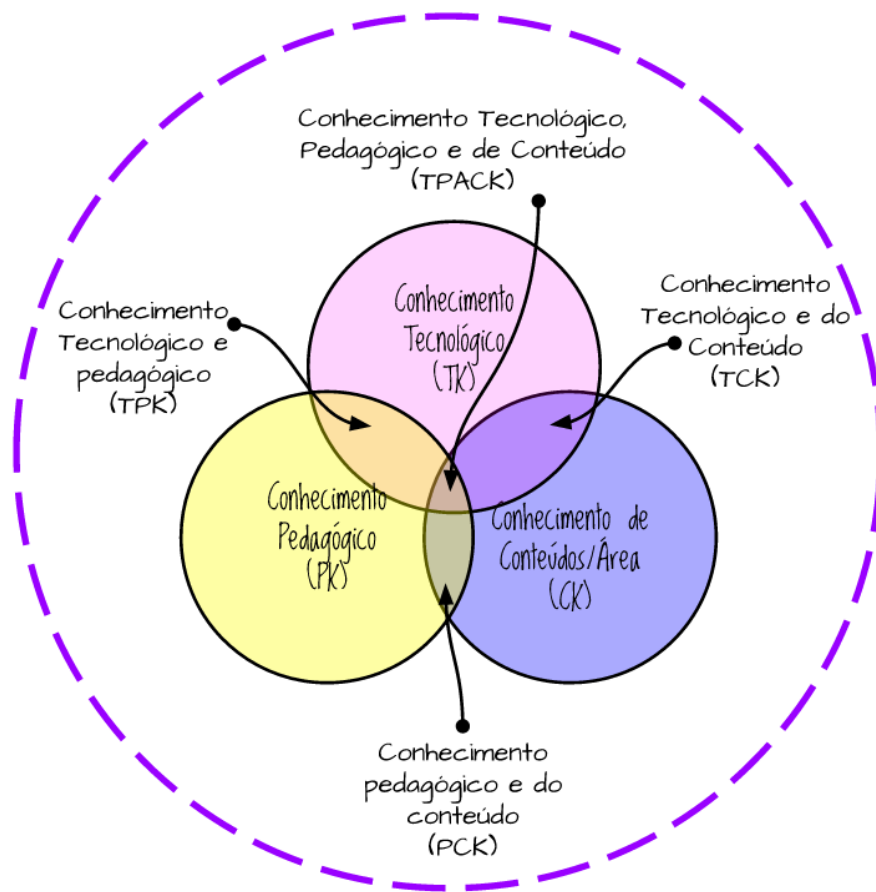 Conhecimento Tecnológico,
Pedagógico e de Conteúdo
(TPACK)
Conhecimento
Tecnológico e
pedagógico
(TPK)
Conhecimento
Tecnológico
(TK)
Conhecimento
Tecnológico e do
Conteúdo
(TCK)
Conhecimento
Pedagógico
(PK)
Conhecimento de
Conteúdos/Área
(CK)
Conhecimento
pedagógico e do
conteúdo
(PCK)